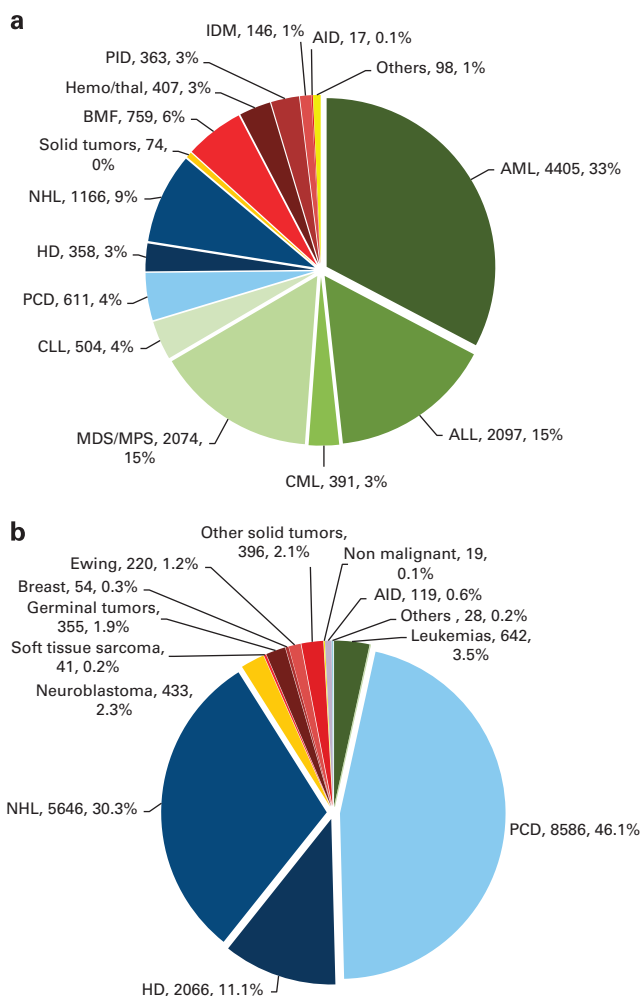 a
IDM, 146, 1%
AID, 17, 0.1%
PID, 363, 3%
Others, 98, 1%
Hemo/thal, 407, 3%
BMF, 759, 6%
Solid tumors, 74,
0%
AML, 4405, 33%
NHL, 1166, 9%
HD, 358, 3%
PCD, 611, 4%
CLL, 504, 4%
MDS/MPS, 2074,
15%
ALL, 2097, 15%
CML, 391, 3%
b
Other solid tumors,
396, 2.1%
Non malignant, 19,
0.1%
Ewing, 220, 1.2%
Breast, 54, 0.3%
AID, 119, 0.6%
Germinal tumors,
355, 1.9%
Others , 28, 0.2%
Leukemias, 642,
3.5%
Soft tissue sarcoma,
41, 0.2%
Neuroblastoma, 433,
2.3%
NHL, 5646, 30.3%
PCD, 8586, 46.1%
HD, 2066, 11.1%